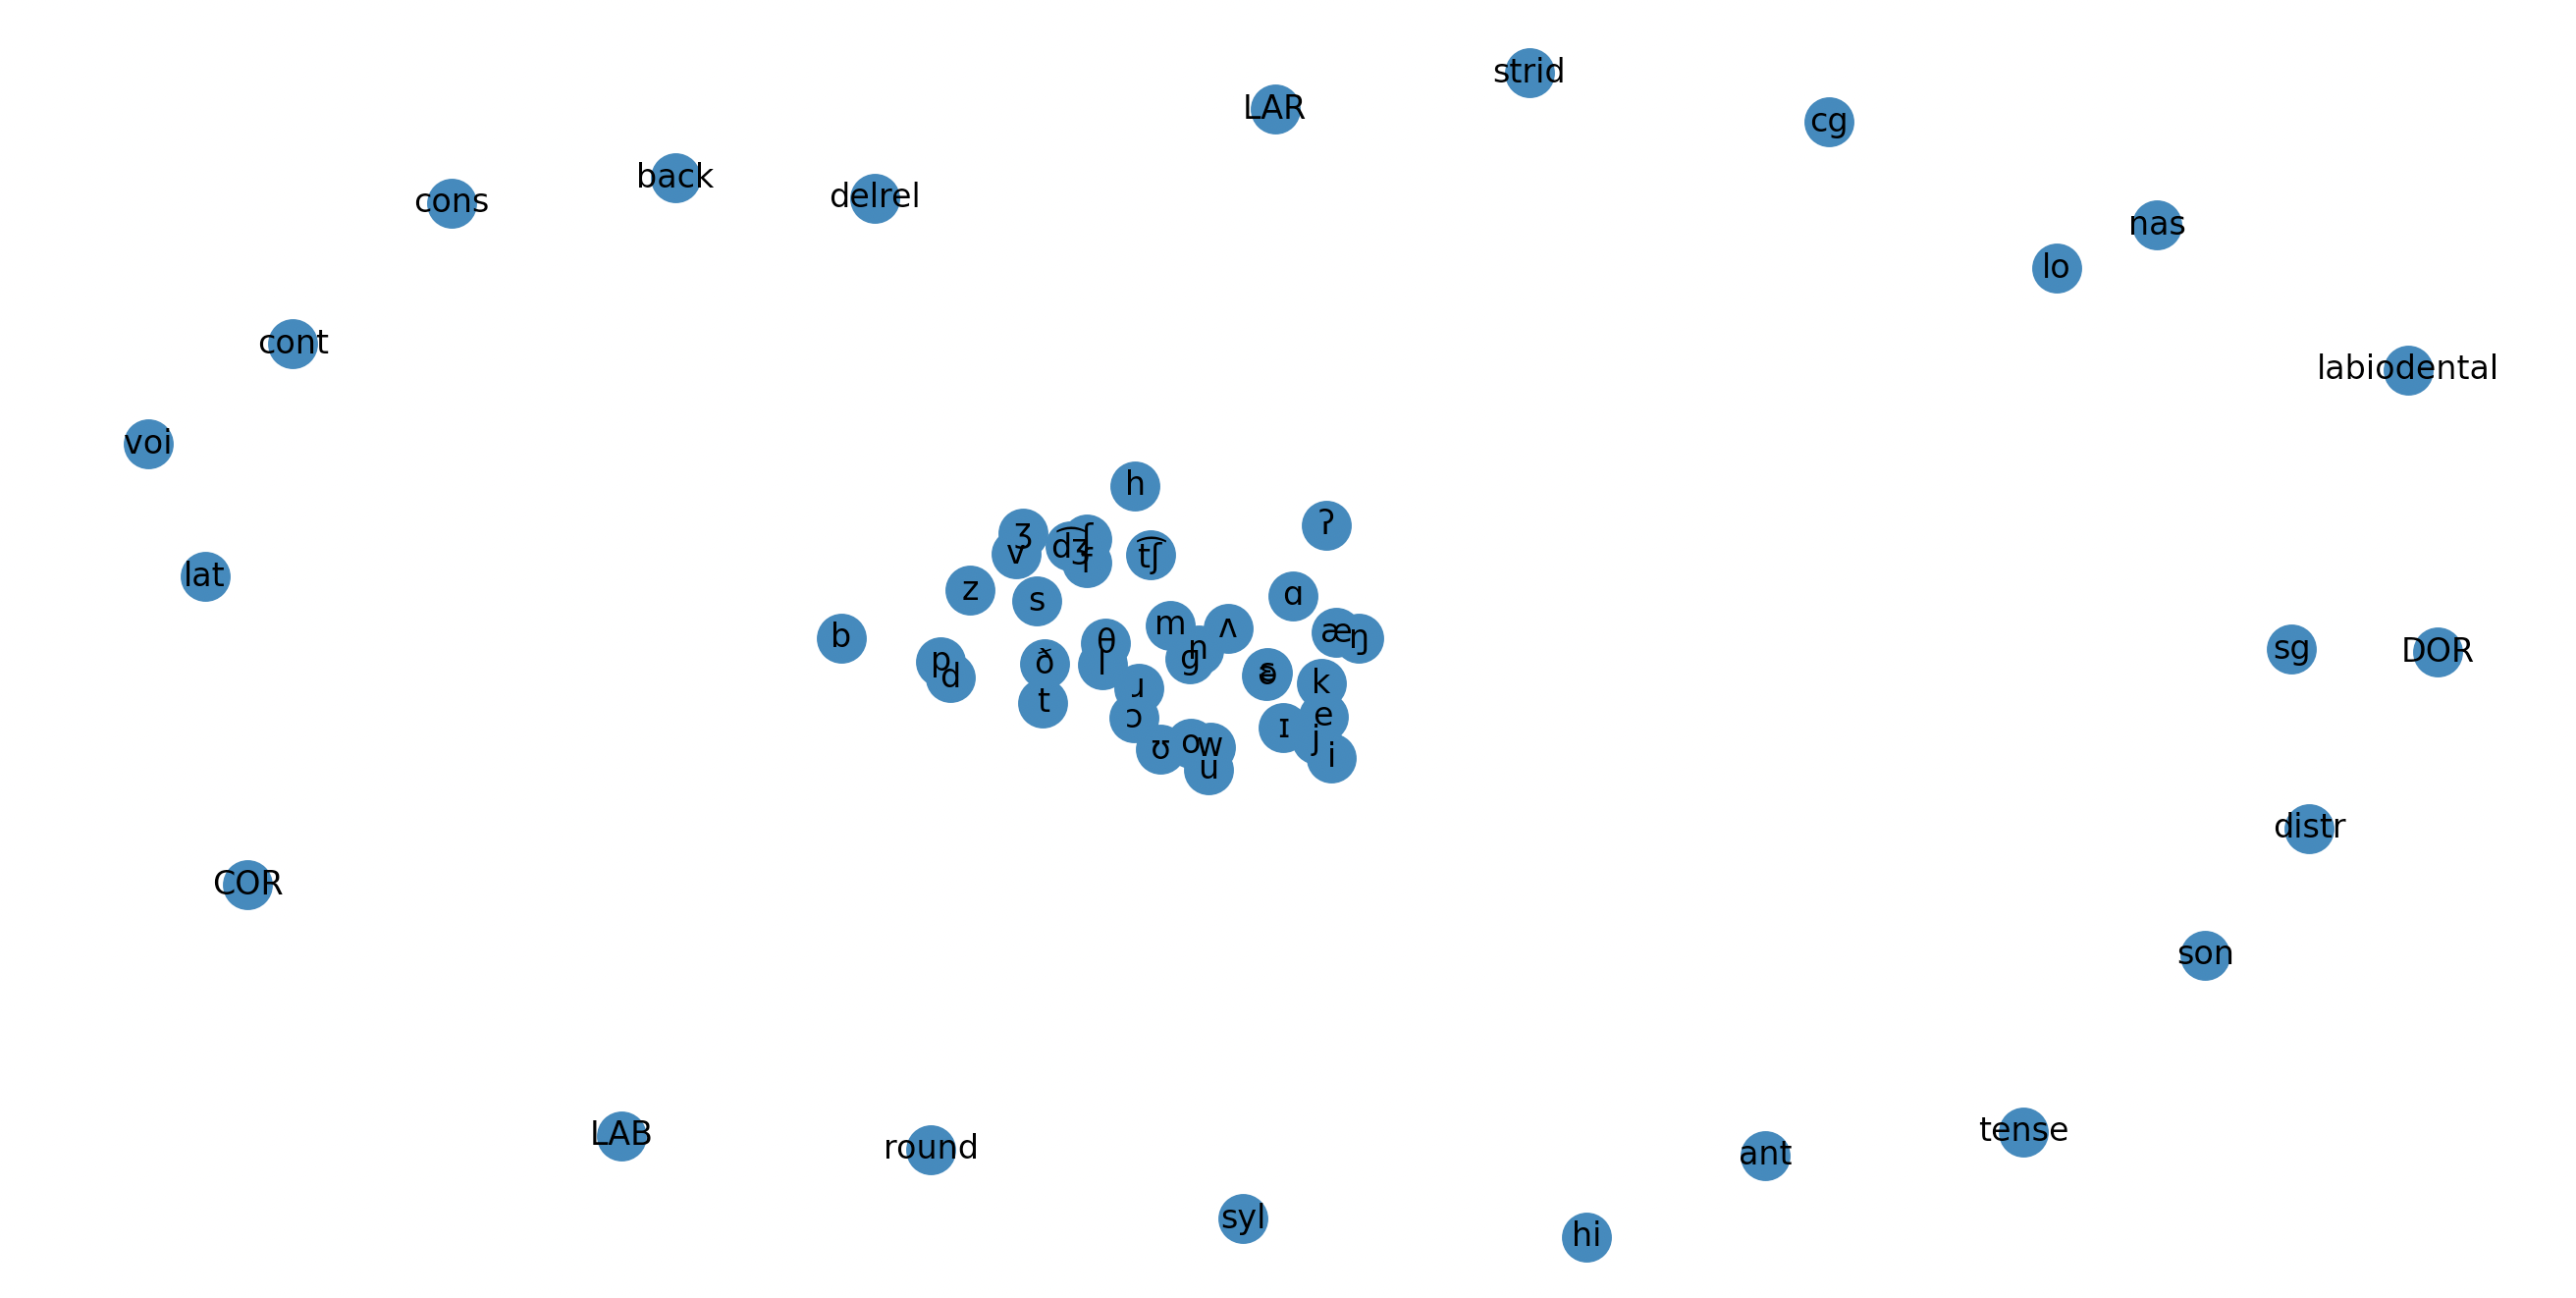 strid
LAR
cg
back
delrel
cons
nas
lo
cont
labiodental
voi
h
ʔ
ʒ
d͡ʒ
ʃ
v
f
t͡ʃ
lat
z
s
ɑ
b
θ
m
ʌ
æ
ŋ
n
sg
DOR
p
ð
l
g
d
k
t
ɹ
ɔ
ɪ
e
j
ʊ
o
w
i
u
distr
COR
son
LAB
round
ant
tense
syl
hi